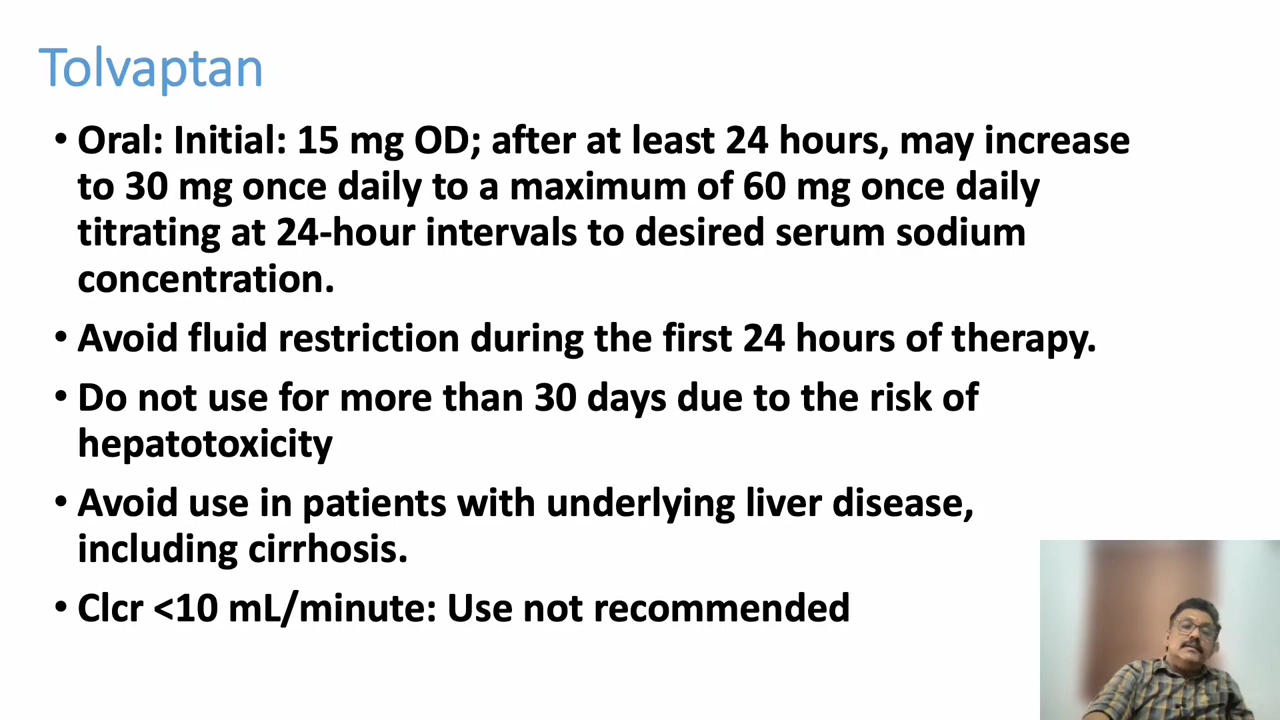 Tolvaptan
• Oral: Initial: 15 mg OD; after at least 24 hours, may increase
to 30 mg once daily to a maximum of 60 mg once daily
titrating at 24-hour intervals to desired serum sodium
concentration.
• Avoid fluid restriction during the first 24 hours of therapy.
• Do not use for more than 30 days due to the risk of
hepatotoxicity
• Avoid use in patients with underlying liver disease,
including cirrhosis.
• Clcr <10 mL/minute: Use not recommended